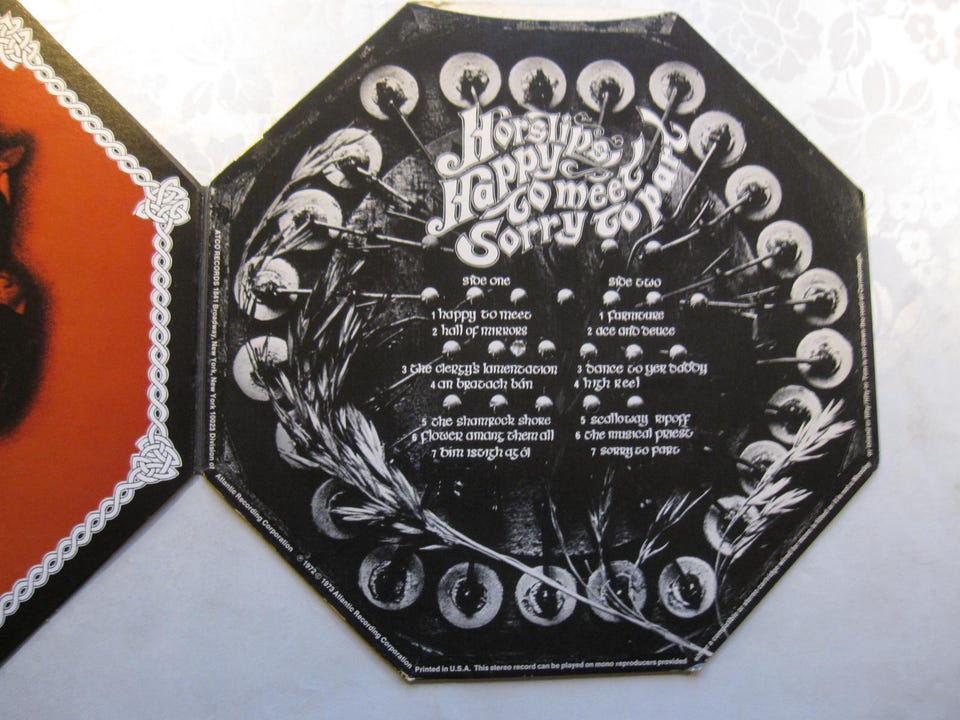 Horslips
Happy
to meet
Sorry to part
side one
1 happy to meet
2 hall of mirrors
3 the clergy's lamentation
4 an bratach bán
5 the shamrock shore
6 flower amang them all
7 bím istigh ag ól
side two
1 furniture
2 ace and deuce
3 dance to yer daddy
4 high reel
5 scalloway ripoff
6 the musical priest
7 sorry to part
ATCO RECORDS 1841 Broadway, New York, New York 10023 Division of
Atlantic Recording Corporation
℗ 1972 © 1973 Atlantic Recording Corporation
Printed in U.S.A. This stereo record can be played on mono reproducers provided